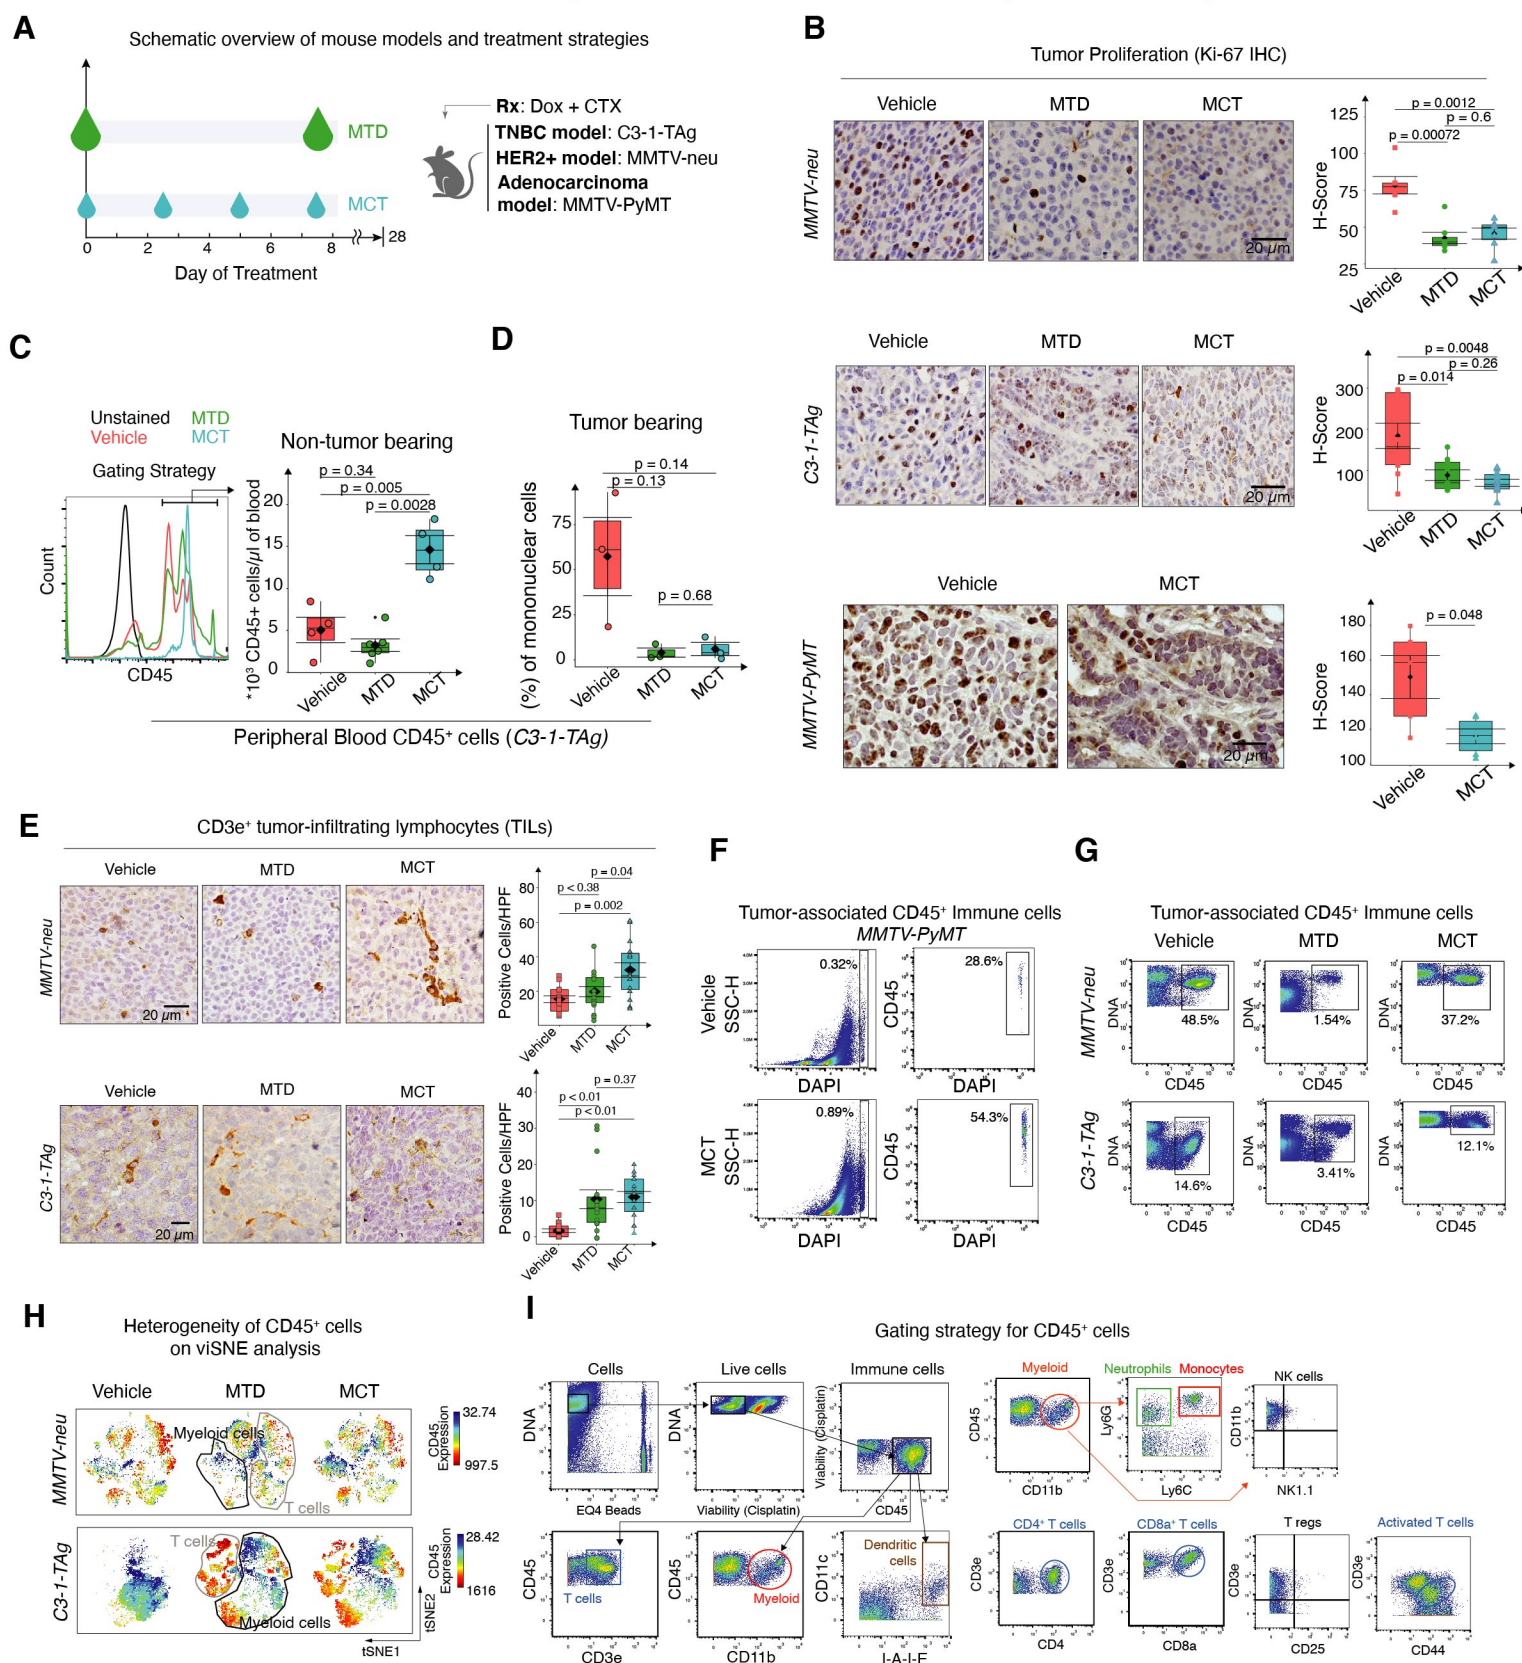 A
Schematic overview of mouse models and treatment strategies
MTD
MCT
0 2 4 6 8 28
Day of Treatment
Rx: Dox + CTX
TNBC model: C3-1-TAg
HER2+ model: MMTV-neu
Adenocarcinoma
model: MMTV-PyMT
B
Tumor Proliferation (Ki-67 IHC)
Vehicle MTD MCT
MMTV-neu
20 µm
H-Score
125
100
75
50
25
p = 0.0012
p = 0.6
p = 0.00072
Vehicle MTD MCT
Vehicle MTD MCT
C3-1-TAg
20 µm
H-Score
300
200
100
p = 0.0048
p = 0.26
p = 0.014
Vehicle MTD MCT
Vehicle MCT
MMTV-PyMT
20 µm
H-Score
180
160
140
120
100
p = 0.048
Vehicle MCT
C
Unstained MTD
Vehicle MCT
Gating Strategy
Count
CD45
Non-tumor bearing
*10³ CD45+ cells/µl of blood
20
15
10
5
0
p = 0.34
p = 0.005
p = 0.0028
Vehicle MTD MCT
D
Tumor bearing
(%) of mononuclear cells
75
50
25
0
p = 0.14
p = 0.13
p = 0.68
Vehicle MTD MCT
Peripheral Blood CD45⁺ cells (C3-1-TAg)
E
CD3e⁺ tumor-infiltrating lymphocytes (TILs)
Vehicle MTD MCT
MMTV-neu
20 µm
Positive Cells/HPF
80
60
40
20
p = 0.04
p < 0.38
p = 0.002
Vehicle MTD MCT
Vehicle MTD MCT
C3-1-TAg
20 µm
Positive Cells/HPF
40
30
20
10
0
p = 0.37
p < 0.01
p < 0.01
Vehicle MTD MCT
F
Tumor-associated CD45⁺ Immune cells
MMTV-PyMT
Vehicle
SSC-H
0.32%
DAPI
CD45
28.6%
DAPI
MCT
SSC-H
0.89%
DAPI
CD45
54.3%
DAPI
G
Tumor-associated CD45⁺ Immune cells
Vehicle MTD MCT
MMTV-neu
DNA DNA DNA
48.5% 1.54% 37.2%
CD45 CD45 CD45
C3-1-TAg
DNA DNA DNA
14.6% 3.41% 12.1%
CD45 CD45 CD45
H
Heterogeneity of CD45⁺ cells
on viSNE analysis
Vehicle MTD MCT
MMTV-neu
Myeloid cells
T cells
CD45
Expression
32.74
997.5
C3-1-TAg
T cells
Myeloid cells
CD45
Expression
28.42
1616
tSNE2
tSNE1
I
Gating strategy for CD45⁺ cells
Cells Live cells Immune cells
DNA DNA Viability (Cisplatin)
EQ4 Beads Viability (Cisplatin) CD45
Myeloid Neutrophils Monocytes NK cells
CD45 Ly6G CD11b
CD11b Ly6C NK1.1
CD45 CD45 CD11c
T cells Myeloid Dendritic
cells
CD3e CD11b I-A-I-E
CD4⁺ T cells CD8a⁺ T cells T regs Activated T cells
CD3e CD3e CD3e CD3e
CD4 CD8a CD25 CD44